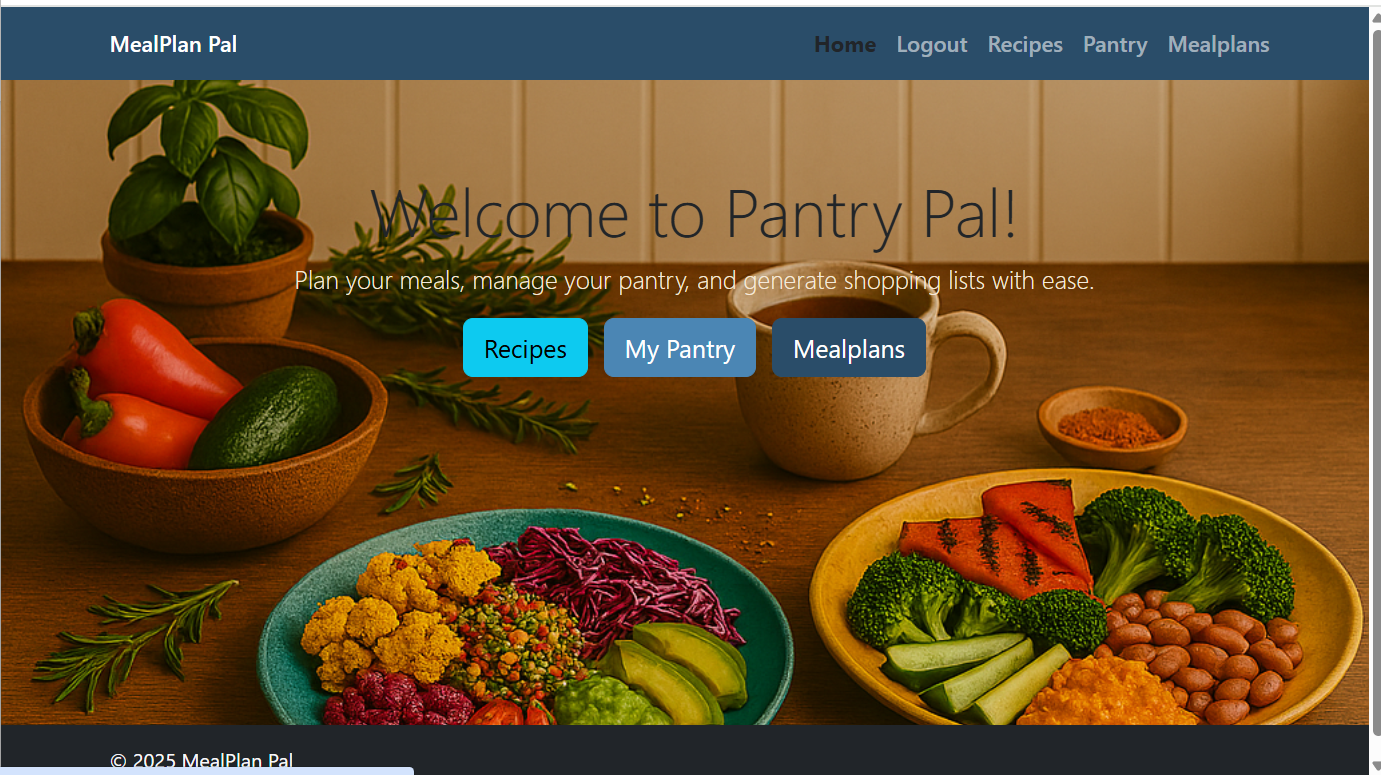 MealPlan Pal
Home Logout Recipes Pantry Mealplans
Welcome to Pantry Pal!
Plan your meals, manage your pantry, and generate shopping lists with ease.
Recipes My Pantry Mealplans
© 2025 MealPlan Pal